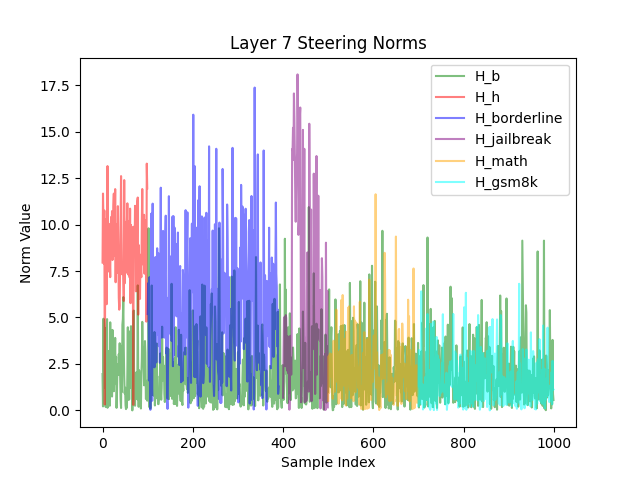 Layer 7 Steering Norms
H_b
H_h
H_borderline
H_jailbreak
H_math
H_gsm8k
Norm Value
17.5
15.0
12.5
10.0
7.5
5.0
2.5
0.0
0
200
400
600
800
1000
Sample Index